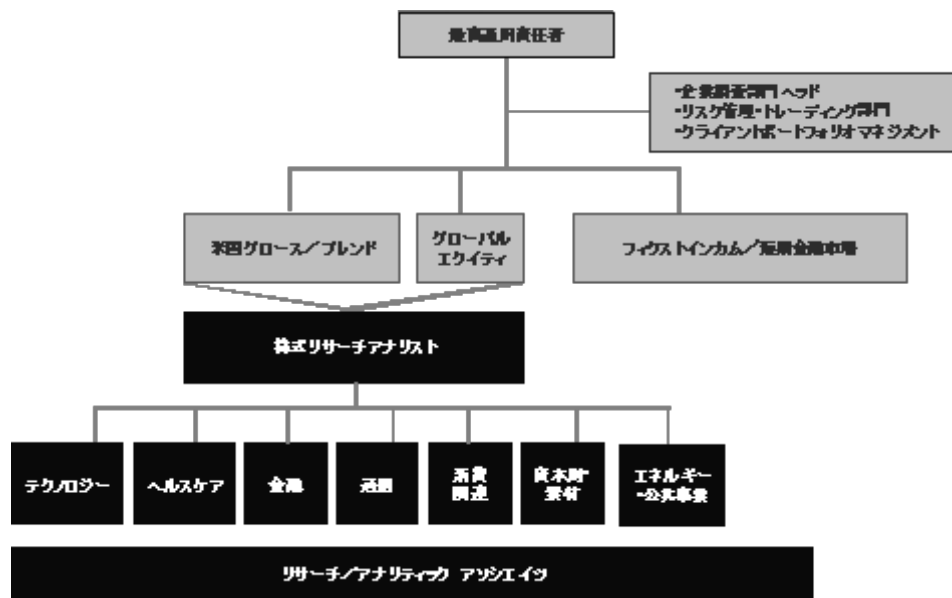 最高運用責任者
・企業調査部門ヘッド
・リスク管理・トレーディング部門
・クライアントポートフォリオマネジメント
米国グロース／ブレンド
グローバル
エクイティ
フィクストインカム／短期金融市場
株式リサーチアナリスト
テクノロジー
ヘルスケア
金融
通信
消費
関連
資本財・
素材
エネルギー
・公共事業
リサーチ／アナリティック アソシエイツ